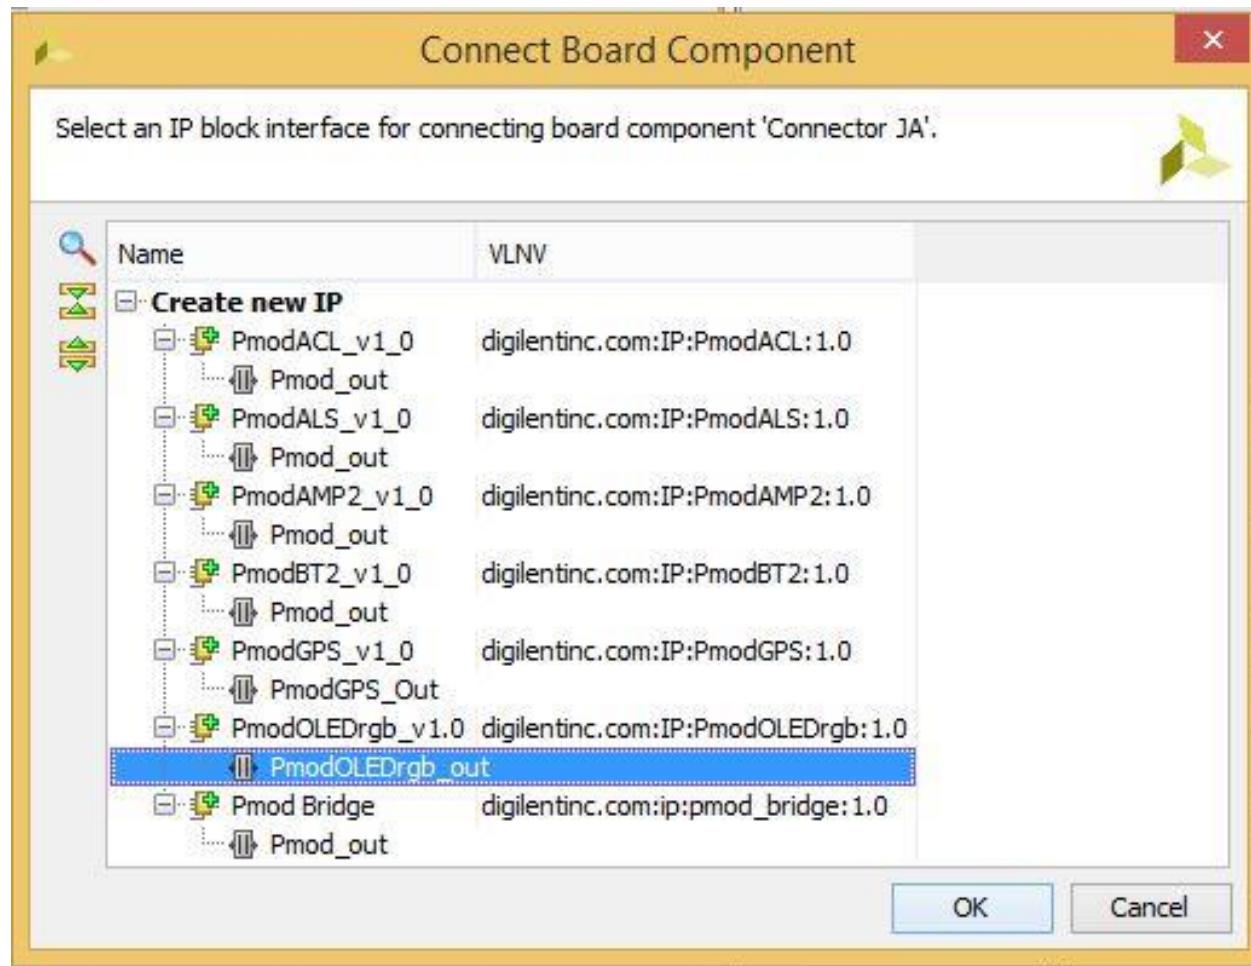 Connect Board Component
Select an IP block interface for connecting board component 'Connector JA'.
Name VLNV
Create new IP
PmodACL_v1_0 digilentinc.com:IP:PmodACL:1.0
Pmod_out
PmodALS_v1_0 digilentinc.com:IP:PmodALS:1.0
Pmod_out
PmodAMP2_v1_0 digilentinc.com:IP:PmodAMP2:1.0
Pmod_out
PmodBT2_v1_0 digilentinc.com:IP:PmodBT2:1.0
Pmod_out
PmodGPS_v1_0 digilentinc.com:IP:PmodGPS:1.0
PmodGPS_Out
PmodOLEDrgb_v1.0 digilentinc.com:IP:PmodOLEDrgb:1.0
PmodOLEDrgb_out
Pmod Bridge digilentinc.com:ip:pmod_bridge:1.0
Pmod_out
OK Cancel